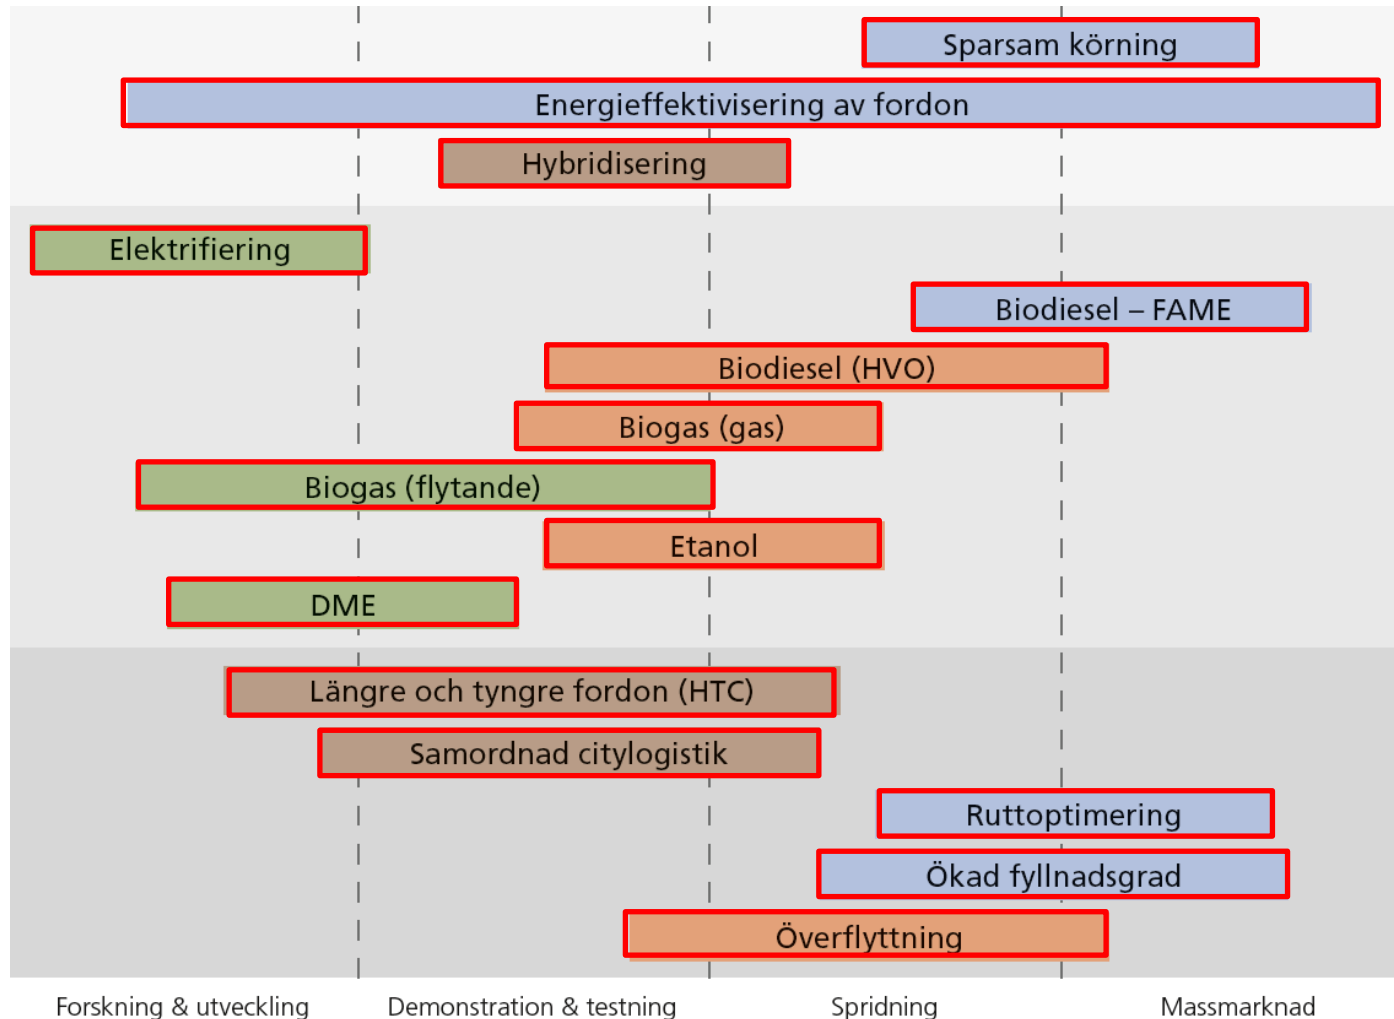 Sparsam körning
Energieffektivisering av fordon
Hybridisering
Elektrifiering
Biodiesel – FAME
Biodiesel (HVO)
Biogas (gas)
Biogas (flytande)
Etanol
DME
Längre och tyngre fordon (HTC)
Samordnad citylogistik
Ruttoptimering
Ökad fyllnadsgrad
Överflyttning
Forskning & utveckling Demonstration & testning Spridning Massmarknad